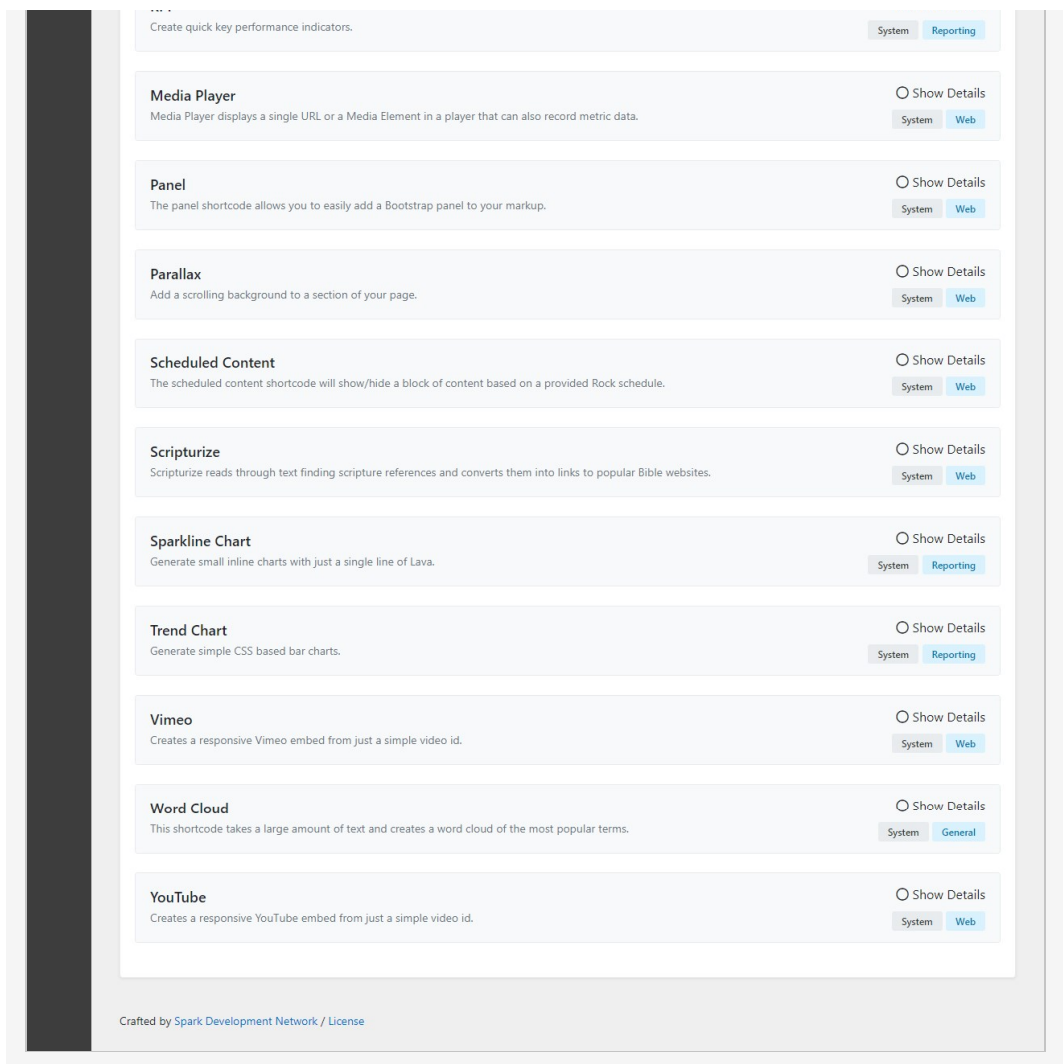 Create quick key performance indicators.
System Reporting
Media Player
Show Details
Media Player displays a single URL or a Media Element in a player that can also record metric data.
System Web
Panel
Show Details
The panel shortcode allows you to easily add a Bootstrap panel to your markup.
System Web
Parallax
Show Details
Add a scrolling background to a section of your page.
System Web
Scheduled Content
Show Details
The scheduled content shortcode will show/hide a block of content based on a provided Rock schedule.
System Web
Scripturize
Show Details
Scripturize reads through text finding scripture references and converts them into links to popular Bible websites.
System Web
Sparkline Chart
Show Details
Generate small inline charts with just a single line of Lava.
System Reporting
Trend Chart
Show Details
Generate simple CSS based bar charts.
System Reporting
Vimeo
Show Details
Creates a responsive Vimeo embed from just a simple video id.
System Web
Word Cloud
Show Details
This shortcode takes a large amount of text and creates a word cloud of the most popular terms.
System General
YouTube
Show Details
Creates a responsive YouTube embed from just a simple video id.
System Web
Crafted by Spark Development Network / License